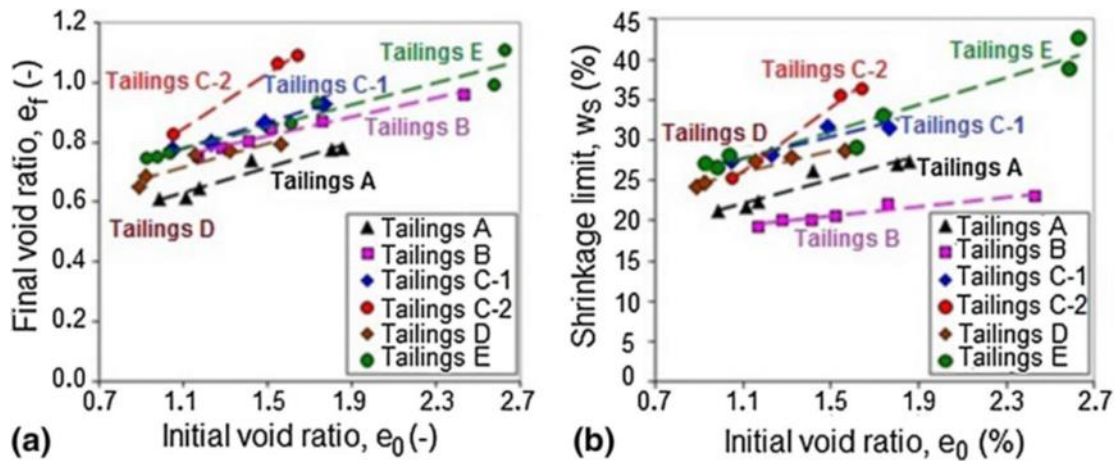 1.2
1.0
0.8
0.6
0.4
0.2
0.0
Final void ratio, e_f (-)
Tailings C-2
Tailings C-1
Tailings E
Tailings B
Tailings A
Tailings D
Tailings A
Tailings B
Tailings C-1
Tailings C-2
Tailings D
Tailings E
0.7 1.1 1.5 1.9 2.3 2.7
(a) Initial void ratio, e₀ (-)
45
40
35
30
25
20
15
10
5
0
Shrinkage limit, w_S (%)
Tailings E
Tailings C-2
Tailings D
Tailings C-1
Tailings A
Tailings B
Tailings A
Tailings B
Tailings C-1
Tailings C-2
Tailings D
Tailings E
0.7 1.1 1.5 1.9 2.3 2.7
(b) Initial void ratio, e₀ (%)